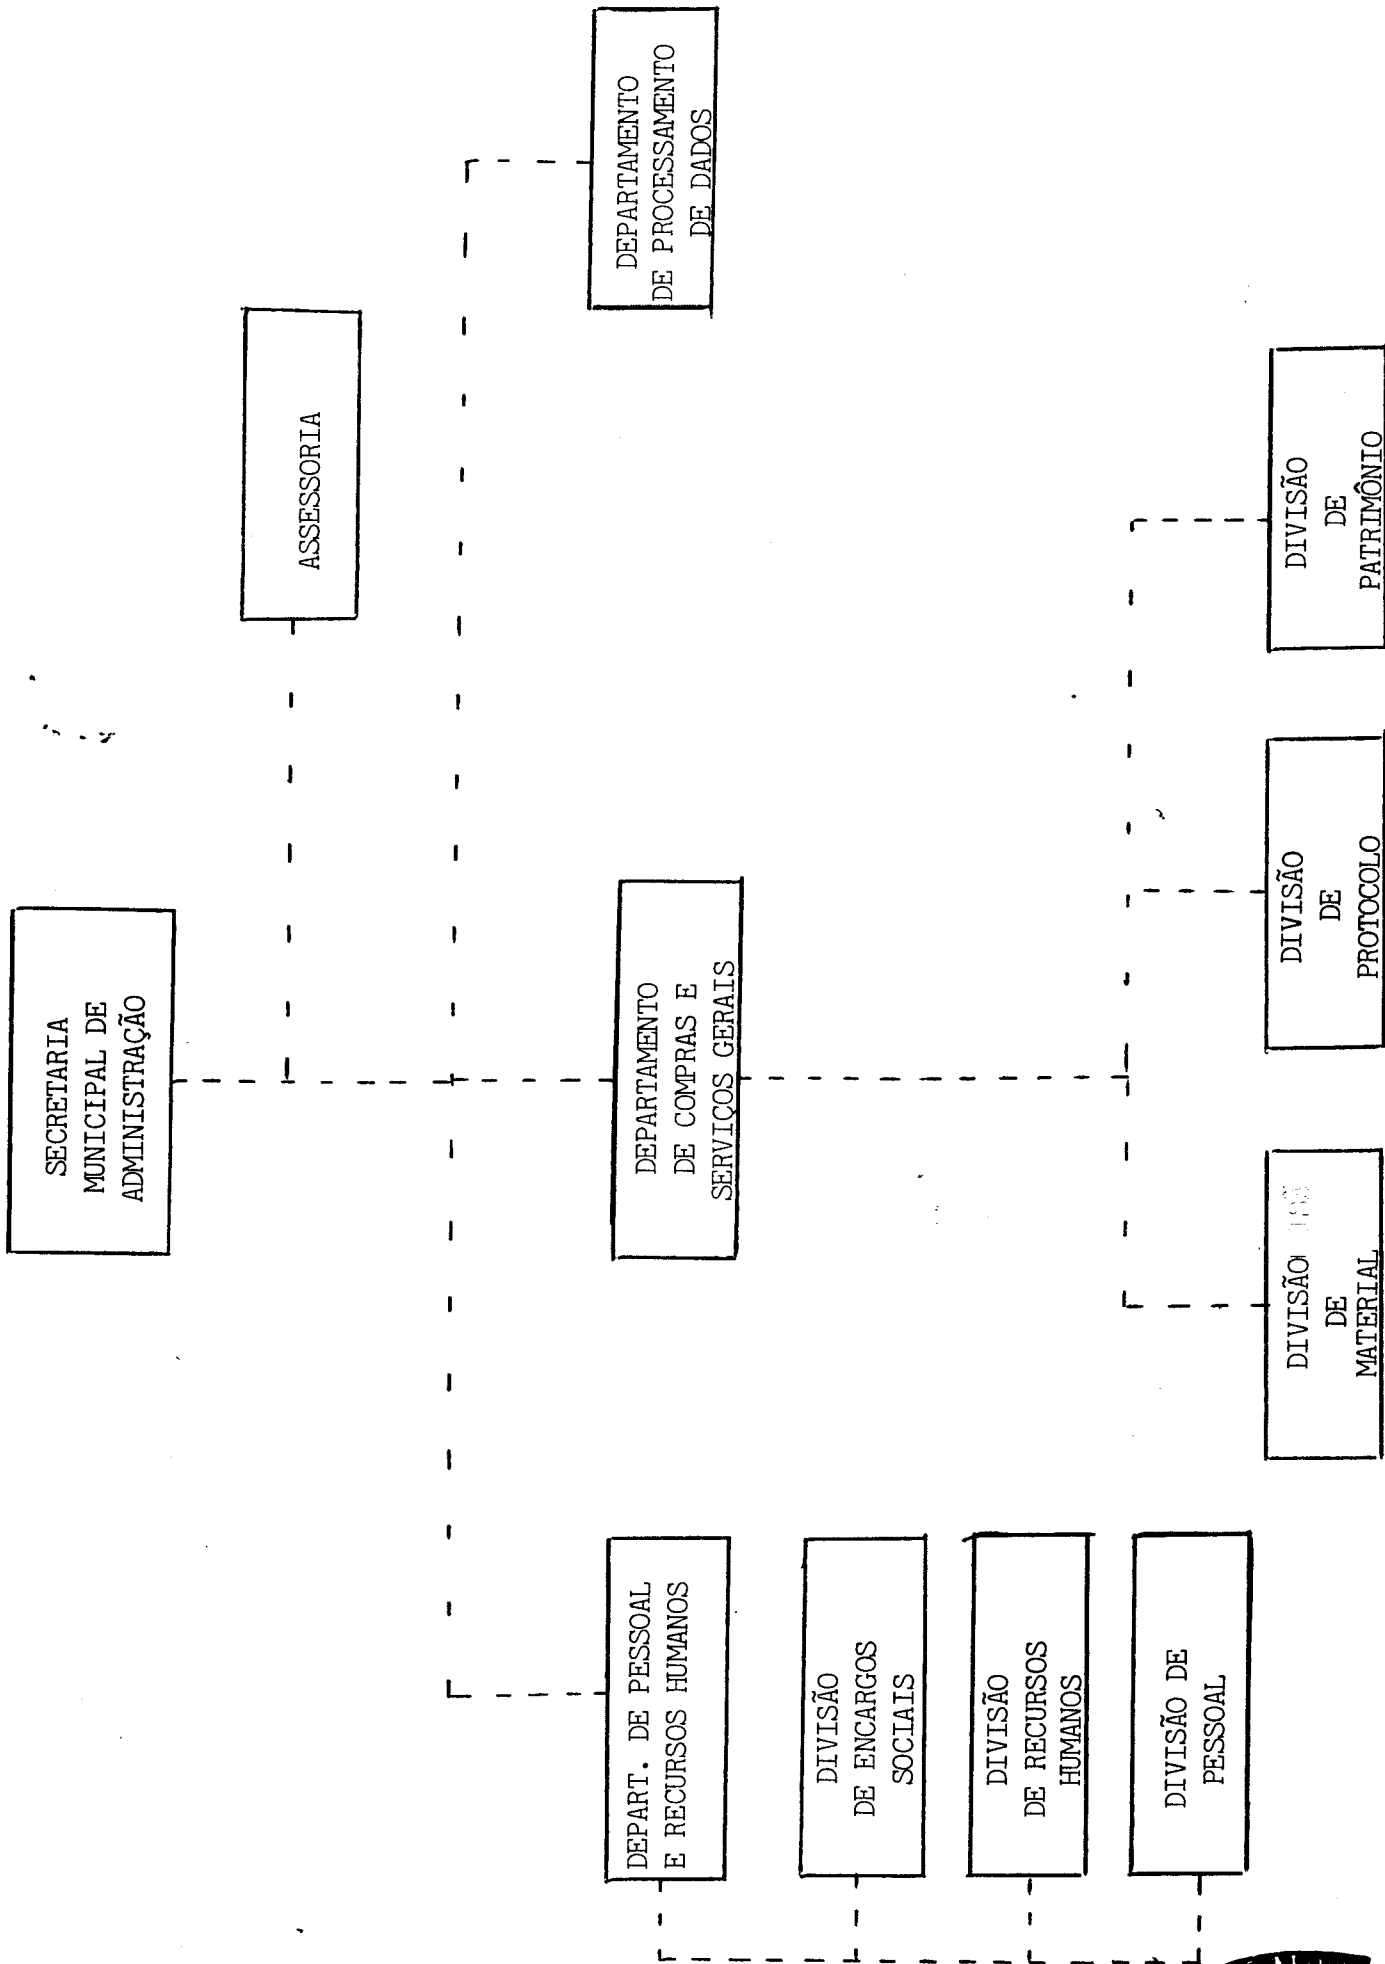 SECRETARIA
MUNICIPAL DE
ADMINISTRAÇÃO
ASSESSORIA
DEPART. DE PESSOAL
E RECURSOS HUMANOS
DEPARTAMENTO
DE COMPRAS E
SERVIÇOS GERAIS
DEPARTAMENTO
DE PROCESSAMENTO
DE DADOS
DIVISÃO
DE ENCARGOS
SOCIAIS
DIVISÃO
DE RECURSOS
HUMANOS
DIVISÃO DE
PESSOAL
DIVISÃO
DE
MATERIAL
DIVISÃO
DE
PROTOCOLO
DIVISÃO
DE
PATRIMÔNIO